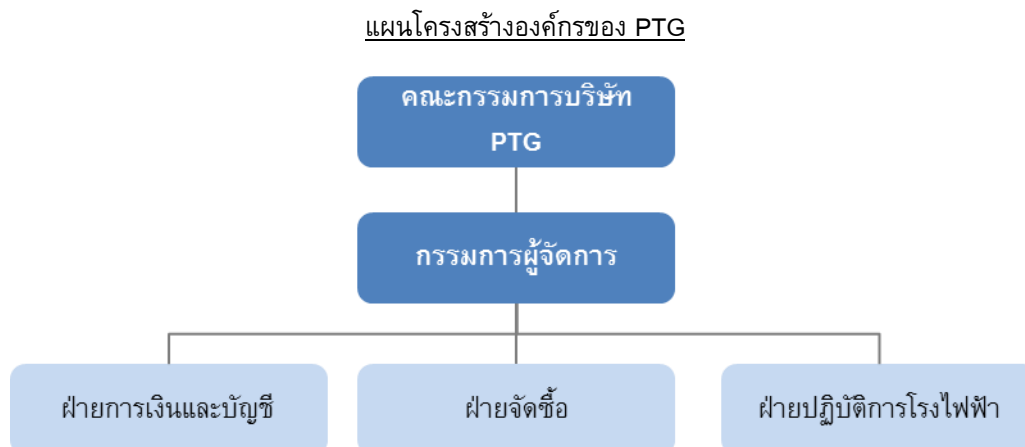 แผนโครงสร้างองค์กรของ PTG
คณะกรรมการบริษัท
PTG
กรรมการผู้จัดการ
ฝ่ายการเงินและบัญชี
ฝ่ายจัดซื้อ
ฝ่ายปฏิบัติการโรงไฟฟ้า